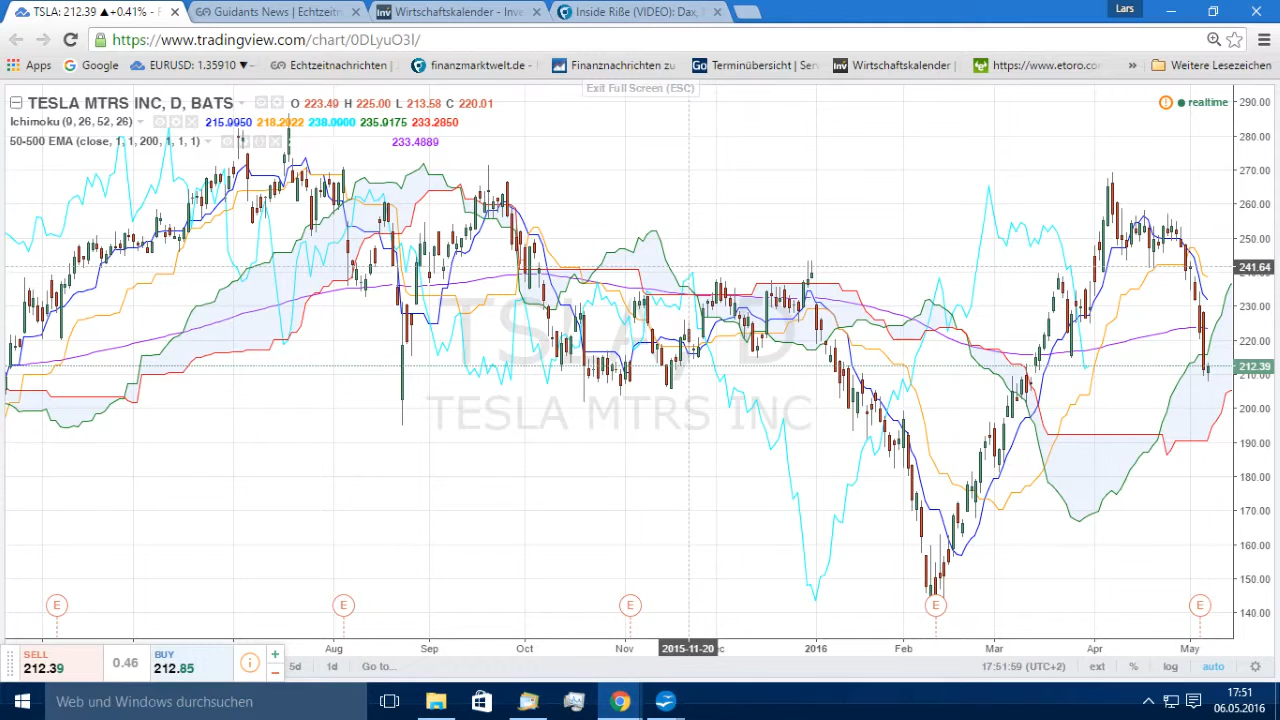 TSLA: 212.39 ▲+0.41% - F
Guidants News | Echtzeitn
Wirtschaftskalender - Inve
Inside Riße (VIDEO): Dax,
Lars
https://www.tradingview.com/chart/0DLyuO3l/
Apps
Google
EURUSD: 1.35910 ▼ -
Echtzeitnachrichten |
finanzmarktwelt.de -
Finanznachrichten zu
Terminübersicht | Serv
Wirtschaftskalender |
https://www.etoro.co
Weitere Lesezeichen
Exit Full Screen (ESC)
TESLA MTRS INC, D, BATS
O 223.49 H 225.00 L 213.58 C 220.01
realtime
Ichimoku (9, 26, 52, 26)
215.9950 218.2922 238.0000 235.9175 233.2850
50-500 EMA (close, 1, 1, 200, 1, 1, 1)
233.4889
290.00
280.00
270.00
260.00
250.00
241.64
230.00
220.00
212.39
210.00
200.00
190.00
180.00
170.00
160.00
150.00
140.00
TSLA, D
TESLA MTRS INC
E
E
E
E
E
Aug
Sep
Oct
Nov
2015-11-20
2016
Feb
Mar
Apr
May
SELL
212.39
0.46
BUY
212.85
5d
1d
Go to...
17:51:59 (UTC+2)
ext
%
log
auto
Web und Windows durchsuchen
17:51
06.05.2016